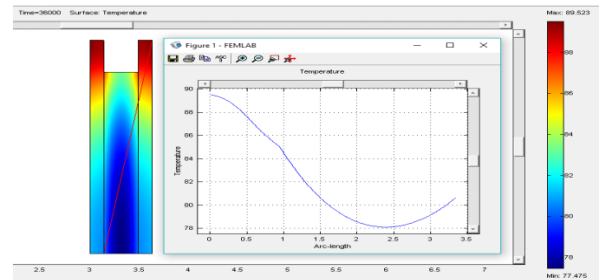 Time=36000 Surface: Temperature
Max: 89.523
Figure 1 - FEMLAB
Temperature
90
88
86
84
82
80
78
Temperature
0 0.5 1 1.5 2 2.5 3 3.5
Arc-length
88
86
84
82
80
78
2.5 3 3.5 4 4.5 5 5.5 6 6.5 7
Min: 77.475